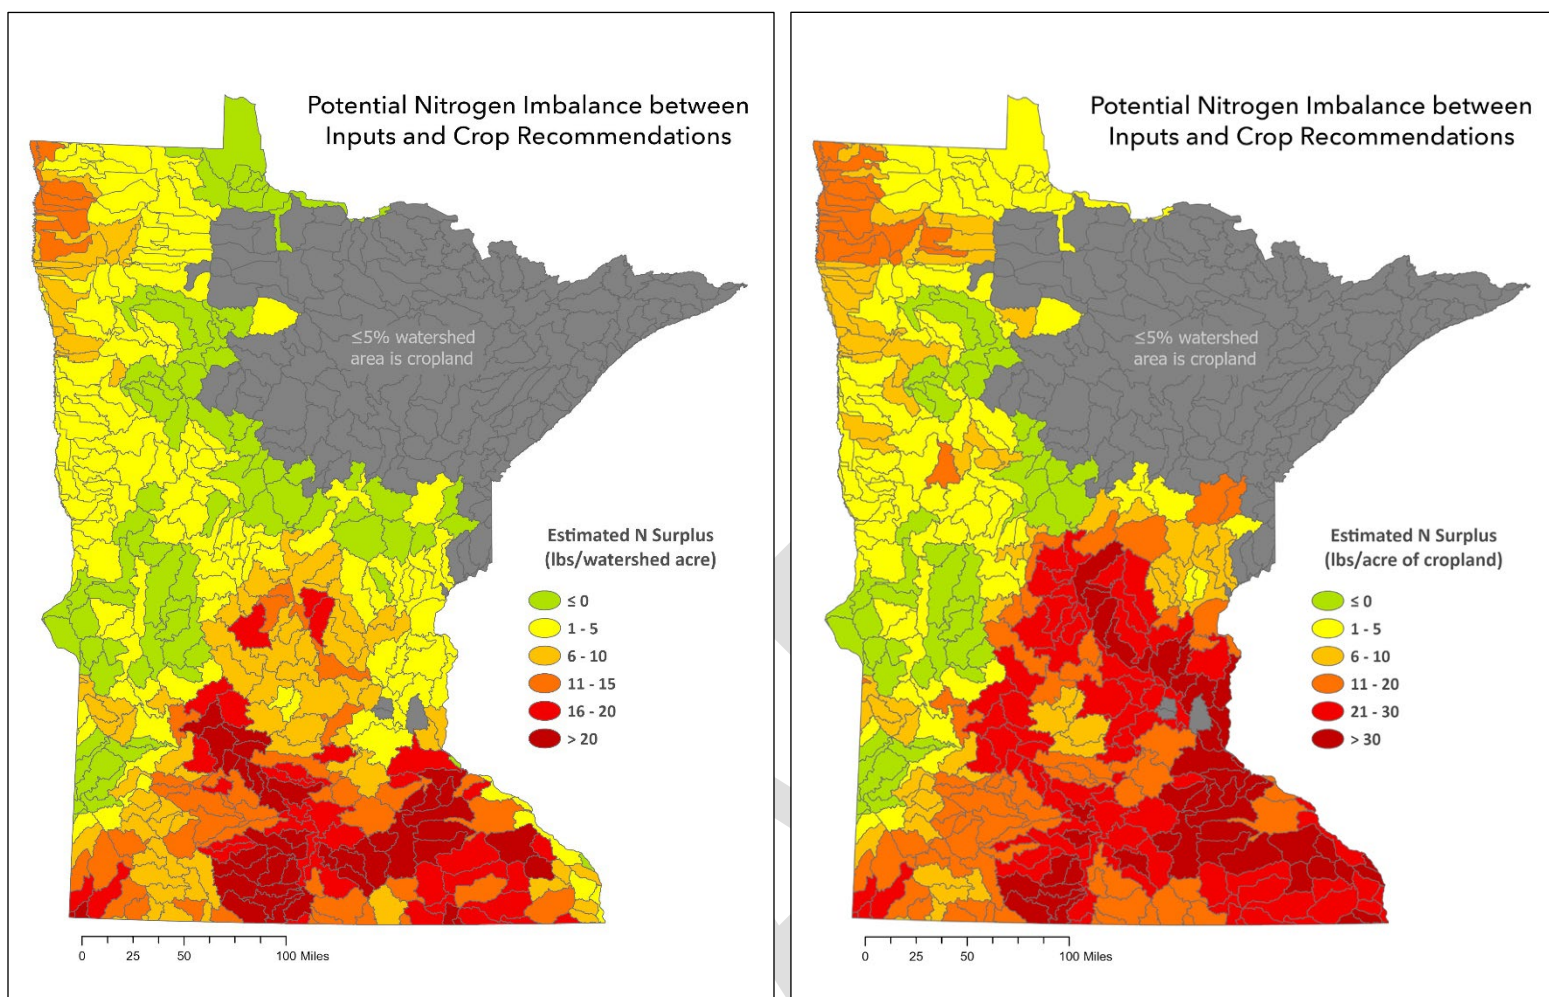 Potential Nitrogen Imbalance between
Inputs and Crop Recommendations
≤5% watershed
area is cropland
Estimated N Surplus
(lbs/watershed acre)
≤ 0
1 - 5
6 - 10
11 - 15
16 - 20
> 20
0 25 50 100 Miles
Potential Nitrogen Imbalance between
Inputs and Crop Recommendations
≤5% watershed
area is cropland
Estimated N Surplus
(lbs/acre of cropland)
≤ 0
1 - 5
6 - 10
11 - 20
21 - 30
> 30
0 25 50 100 Miles